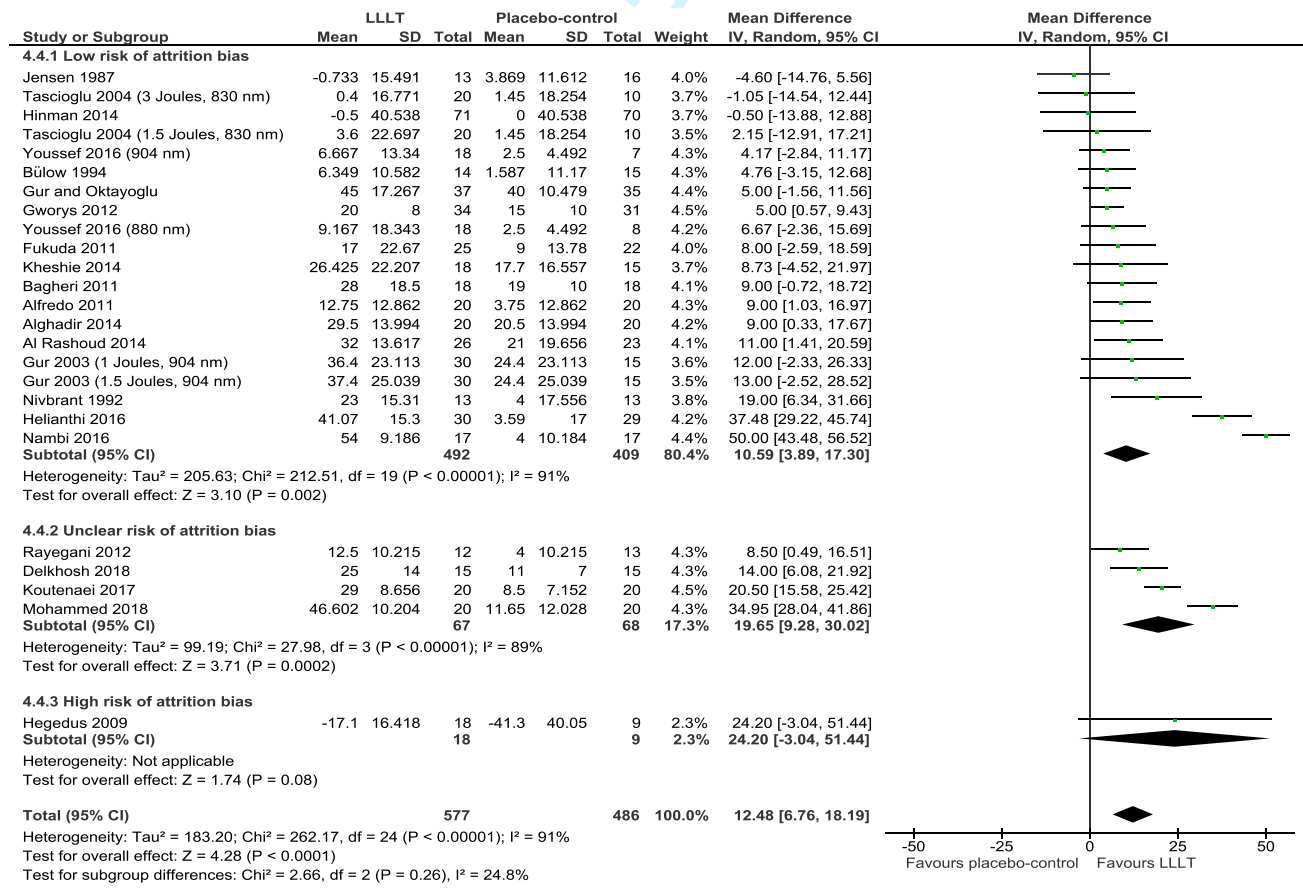 LLLT Placebo-control Mean Difference Mean Difference
Study or Subgroup Mean SD Total Mean SD Total Weight IV, Random, 95% CI IV, Random, 95% CI
4.4.1 Low risk of attrition bias
Jensen 1987 -0.733 15.491 13 3.869 11.612 16 4.0% -4.60 [-14.76, 5.56]
Tascioglu 2004 (3 Joules, 830 nm) 0.4 16.771 20 1.45 18.254 10 3.7% -1.05 [-14.54, 12.44]
Hinman 2014 -0.5 40.538 71 0 40.538 70 3.7% -0.50 [-13.88, 12.88]
Tascioglu 2004 (1.5 Joules, 830 nm) 3.6 22.697 20 1.45 18.254 10 3.6% 2.15 [-12.91, 17.21]
Youssef 2016 (904 nm) 6.667 13.34 18 2.5 4.492 7 4.3% 4.17 [-2.84, 11.17]
Bülow 1994 6.349 10.582 14 1.587 11.17 15 4.3% 4.76 [-3.15, 12.68]
Gur and Oktayoglu 45 17.267 37 40 10.479 35 4.4% 5.00 [-1.56, 11.56]
Gworys 2012 20 8 34 15 10 31 4.5% 5.00 [0.57, 9.43]
Youssef 2016 (880 nm) 9.167 18.343 18 2.5 4.492 8 4.2% 6.67 [-2.36, 15.69]
Fukuda 2011 17 22.67 25 9 13.78 22 4.0% 8.00 [-2.59, 18.59]
Kheshie 2014 26.425 22.207 18 17.7 16.557 15 3.7% 8.73 [-4.52, 21.97]
Bagheri 2011 28 18.5 18 19 10 18 4.1% 9.00 [-0.72, 18.72]
Alfredo 2011 12.75 12.862 20 3.75 12.862 20 4.3% 9.00 [1.03, 16.97]
Alghadir 2014 29.5 13.994 20 20.5 13.994 20 4.2% 9.00 [0.33, 17.67]
Al Rashoud 2014 32 13.617 26 21 19.656 23 4.1% 11.00 [1.41, 20.59]
Gur 2003 (1 Joules, 904 nm) 36.4 23.113 30 24.4 23.113 15 3.6% 12.00 [-2.33, 26.33]
Gur 2003 (1.5 Joules, 904 nm) 37.4 25.039 30 24.4 25.039 15 3.5% 13.00 [-2.52, 28.52]
Nivbrant 1992 23 15.31 13 4 17.556 13 3.8% 19.00 [6.34, 31.66]
Helianthi 2016 41.07 15.3 30 3.59 17 29 4.2% 37.48 [29.22, 45.74]
Nambi 2016 54 9.186 17 4 10.184 17 4.4% 50.00 [43.48, 56.52]
Subtotal (95% CI) 492 409 80.4% 10.59 [3.89, 17.30]
Heterogeneity: Tau² = 205.63; Chi² = 212.51, df = 19 (P < 0.00001); I² = 91%
Test for overall effect: Z = 3.10 (P = 0.002)
4.4.2 Unclear risk of attrition bias
Rayegani 2012 12.5 10.215 12 4 10.215 13 4.3% 8.50 [0.49, 16.51]
Delkhosh 2018 25 14 15 11 7 15 4.3% 14.00 [6.08, 21.92]
Koutenaei 2017 29 8.656 20 8.5 7.152 20 4.5% 20.50 [15.58, 25.42]
Mohammed 2018 46.602 10.204 20 11.65 12.028 20 4.3% 34.95 [28.04, 41.86]
Subtotal (95% CI) 67 68 17.3% 19.65 [9.28, 30.02]
Heterogeneity: Tau² = 99.19; Chi² = 27.98, df = 3 (P < 0.00001); I² = 89%
Test for overall effect: Z = 3.71 (P = 0.0002)
4.4.3 High risk of attrition bias
Hegedus 2009 -17.1 16.418 18 -41.3 40.05 9 2.3% 24.20 [-3.04, 51.44]
Subtotal (95% CI) 18 9 2.3% 24.20 [-3.04, 51.44]
Heterogeneity: Not applicable
Test for overall effect: Z = 1.74 (P = 0.08)
Total (95% CI) 577 486 100.0% 12.48 [6.76, 18.19]
Heterogeneity: Tau² = 183.20; Chi² = 262.17, df = 24 (P < 0.00001); I² = 91%
Test for overall effect: Z = 4.28 (P < 0.0001)
Test for subgroup differences: Chi² = 2.66, df = 2 (P = 0.26), I² = 24.8%
-50 -25 0 25 50
Favours placebo-control Favours LLLT